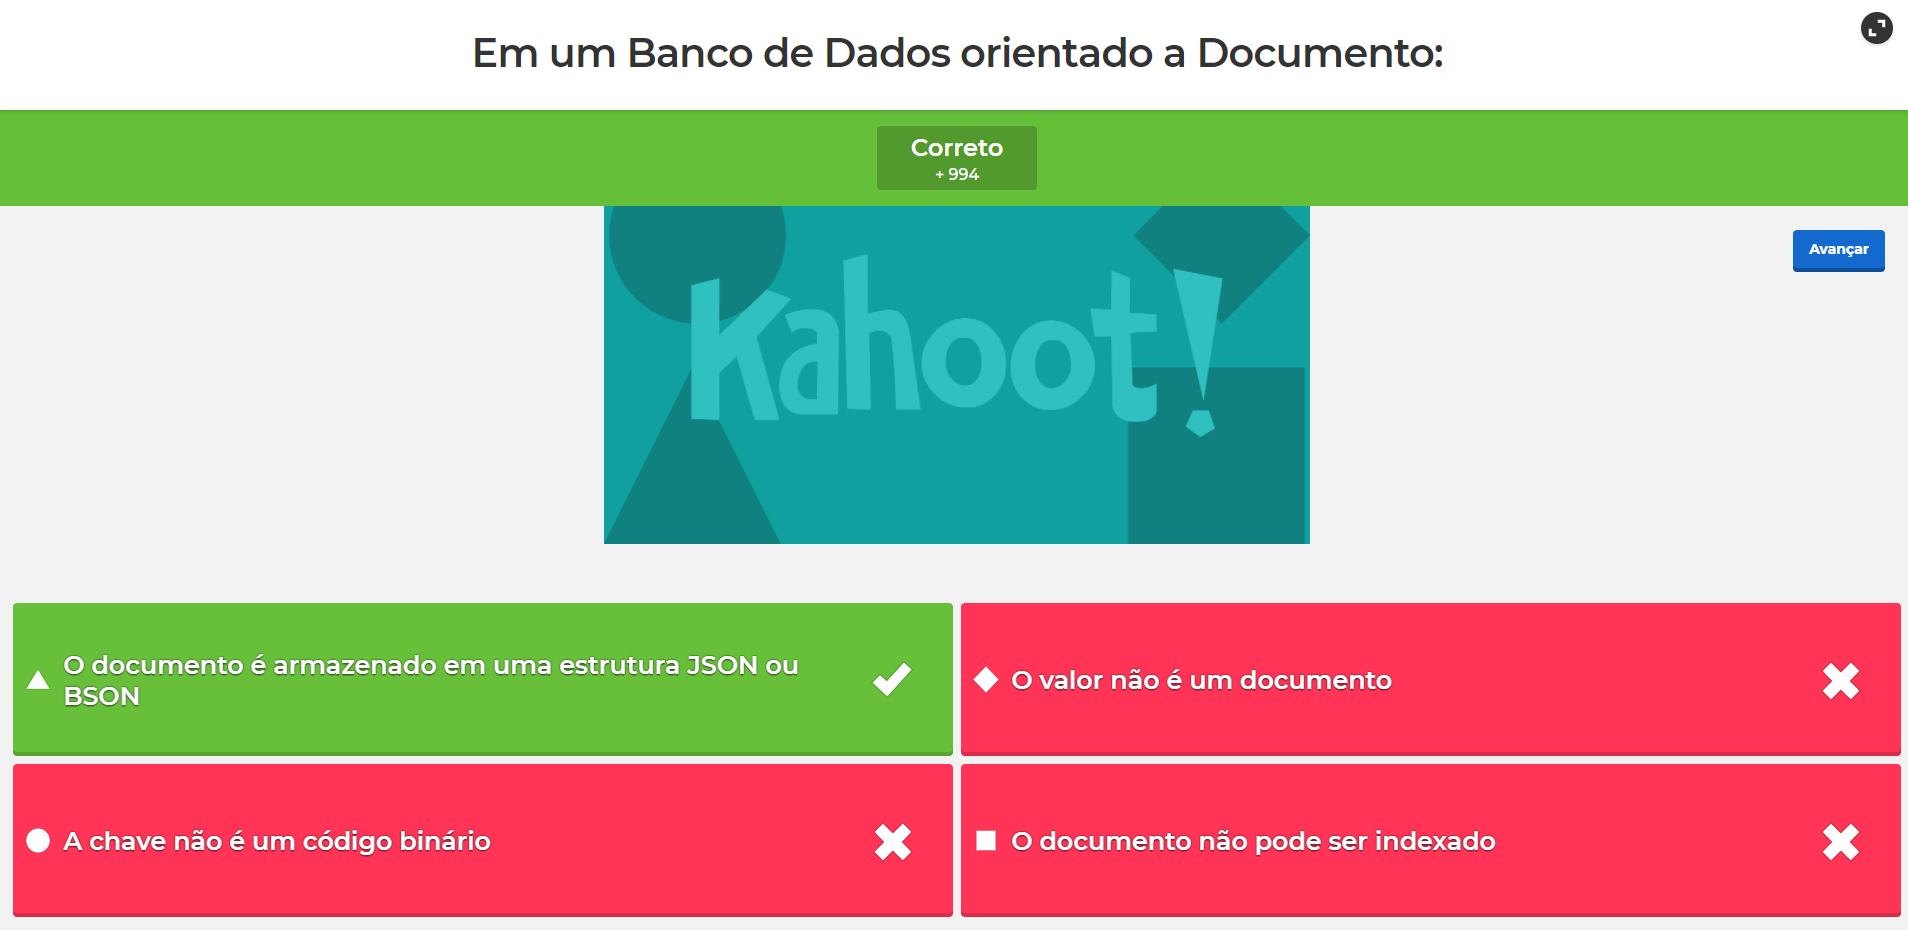 Em um Banco de Dados orientado a Documento:
Correto
+ 994
Avançar
Kahoot!
O documento é armazenado em uma estrutura JSON ou
BSON
O valor não é um documento
A chave não é um código binário
O documento não pode ser indexado